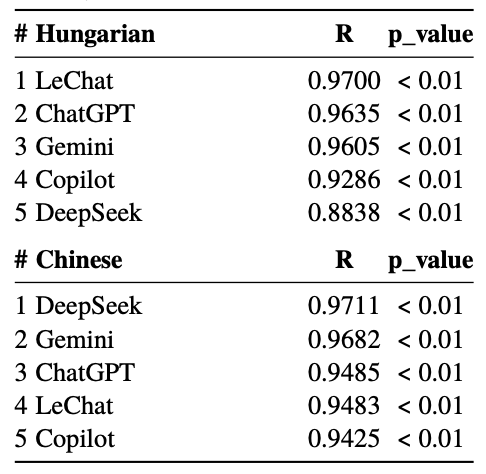 # Hungarian R p_value
1 LeChat 0.9700 < 0.01
2 ChatGPT 0.9635 < 0.01
3 Gemini 0.9605 < 0.01
4 Copilot 0.9286 < 0.01
5 DeepSeek 0.8838 < 0.01
# Chinese R p_value
1 DeepSeek 0.9711 < 0.01
2 Gemini 0.9682 < 0.01
3 ChatGPT 0.9485 < 0.01
4 LeChat 0.9483 < 0.01
5 Copilot 0.9425 < 0.01